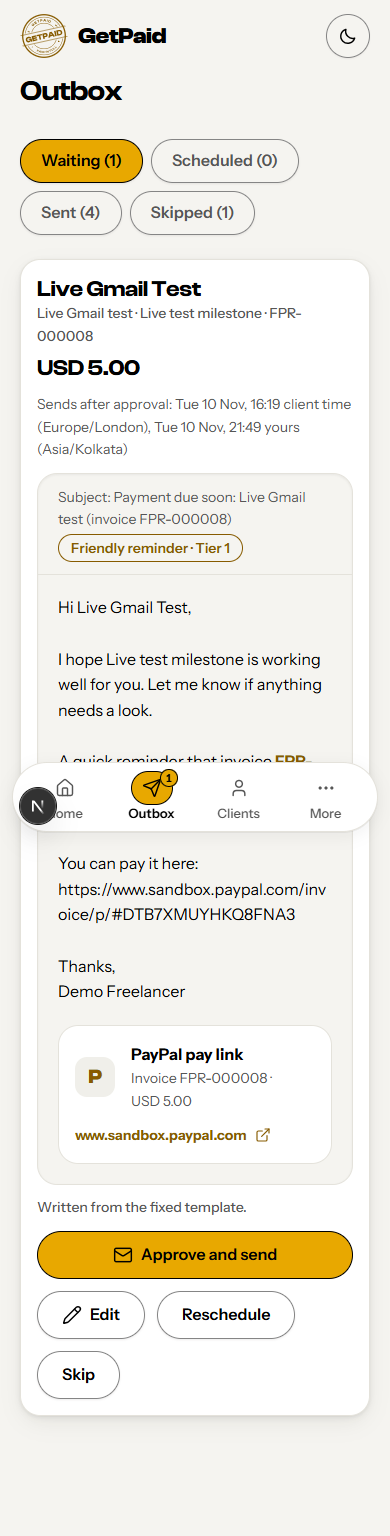 GETPAID
GetPaid
Outbox
Waiting (1)
Scheduled (0)
Sent (4)
Skipped (1)
Live Gmail Test
Live Gmail test · Live test milestone · FPR-
000008
USD 5.00
Sends after approval: Tue 10 Nov, 16:19 client time
(Europe/London), Tue 10 Nov, 21:49 yours
(Asia/Kolkata)
Subject: Payment due soon: Live Gmail
test (invoice FPR-000008)
Friendly reminder · Tier 1
Hi Live Gmail Test,
I hope Live test milestone is working
well for you. Let me know if anything
needs a look.
A quick reminder that invoice FPR-
N
ome
1
Outbox
Clients
More
You can pay it here:
https://www.sandbox.paypal.com/inv
oice/p/#DTB7XMUYHKQ8FNA3
Thanks,
Demo Freelancer
P
PayPal pay link
Invoice FPR-000008 ·
USD 5.00
www.sandbox.paypal.com
Written from the fixed template.
Approve and send
Edit
Reschedule
Skip